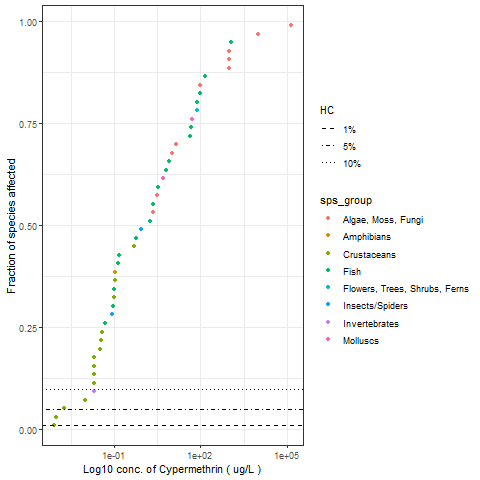 1.00
0.75
0.50
0.25
0.00
Fraction of species affected
1e-01
1e+02
1e+05
Log10 conc. of Cypermethrin ( ug/L )
HC
1%
5%
10%
sps_group
Algae, Moss, Fungi
Amphibians
Crustaceans
Fish
Flowers, Trees, Shrubs, Ferns
Insects/Spiders
Invertebrates
Molluscs